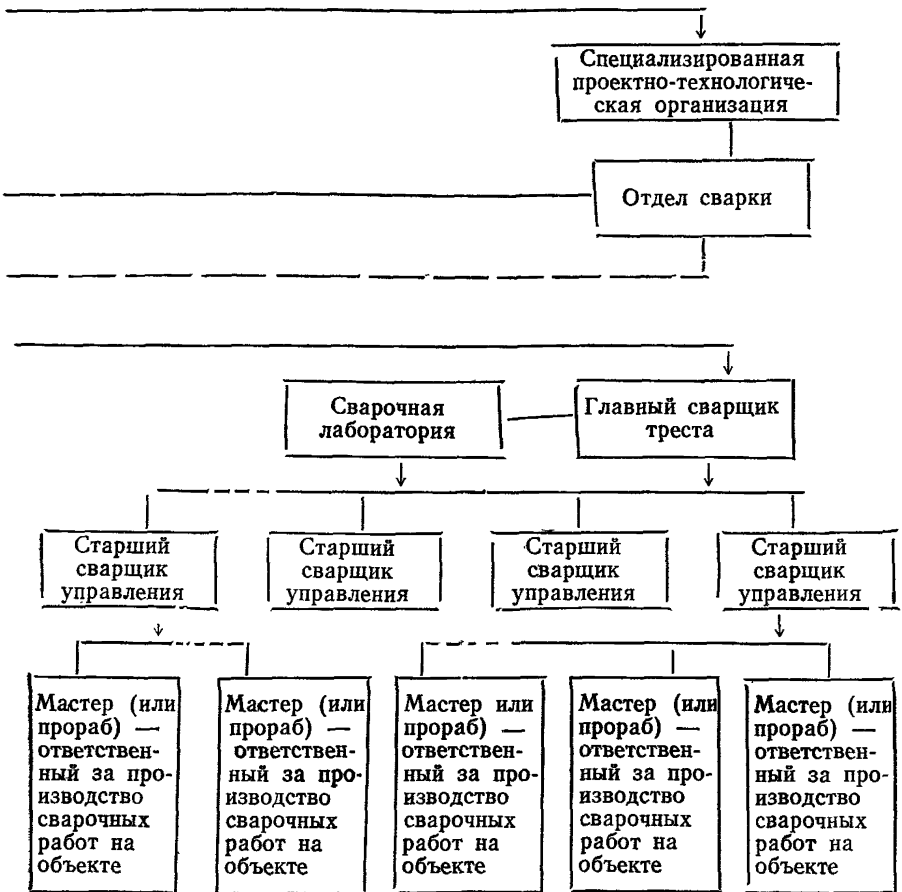 Специализированная
проектно-технологиче-
ская организация
Отдел сварки
Сварочная
лаборатория
Главный сварщик
треста
Старший
сварщик
управления
Старший
сварщик
управления
Старший
сварщик
управления
Старший
сварщик
управления
Мастер (или
прораб) —
ответствен-
ный за про-
изводство
сварочных
работ на
объекте
Мастер (или
прораб) —
ответствен-
ный за про-
изводство
сварочных
работ на
объекте
Мастер или
прораб) —
ответствен-
ный за про-
изводство
сварочных
работ на
объекте
Мастер (или
прораб) —
ответствен-
ный за про-
изводство
сварочных
работ на
объекте
Мастер (или
прораб) —
ответствен-
ный за про-
изводство
сварочных
работ на
объекте